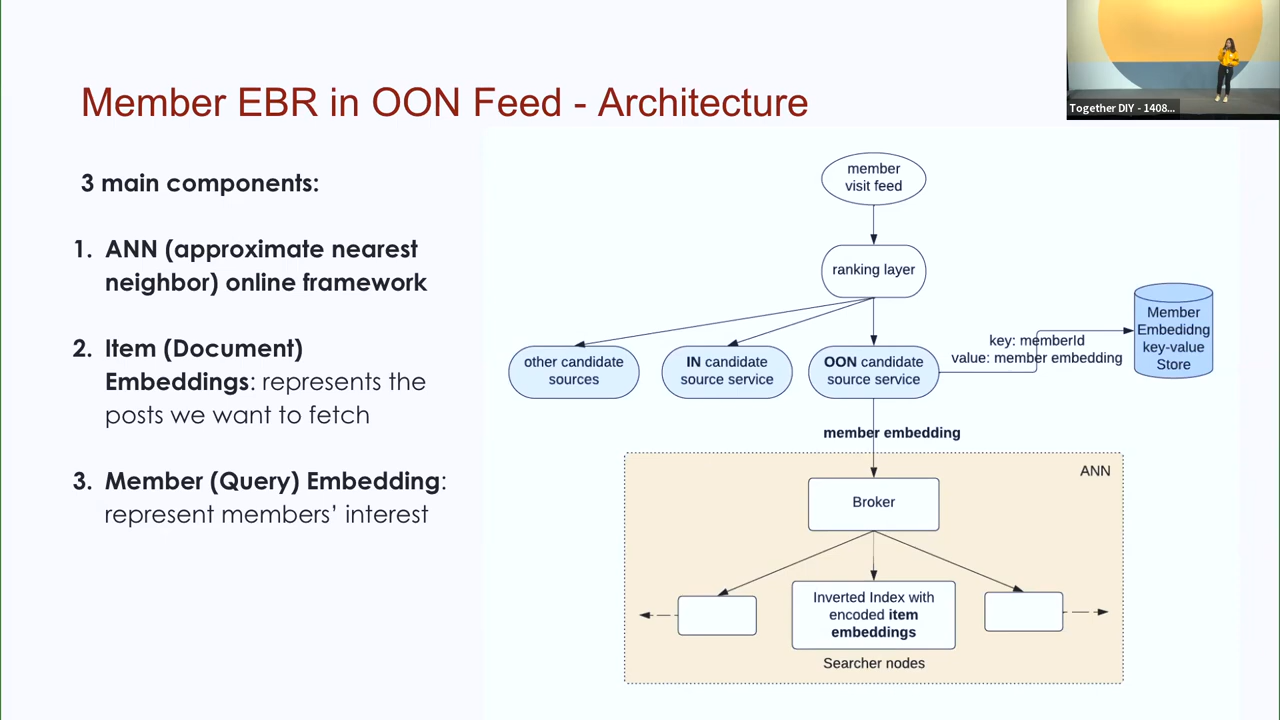 Together DIY - 1408...
Member EBR in OON Feed - Architecture
3 main components:
1. ANN (approximate nearest
neighbor) online framework
2. Item (Document)
Embeddings: represents the
posts we want to fetch
3. Member (Query) Embedding:
represent members' interest
member
visit feed
ranking layer
other candidate
sources
IN candidate
source service
OON candidate
source service
key: memberId
value: member embedding
Member
Embedidng
key-value
Store
member embedding
ANN
Broker
Inverted Index with
encoded item
embeddings
Searcher nodes